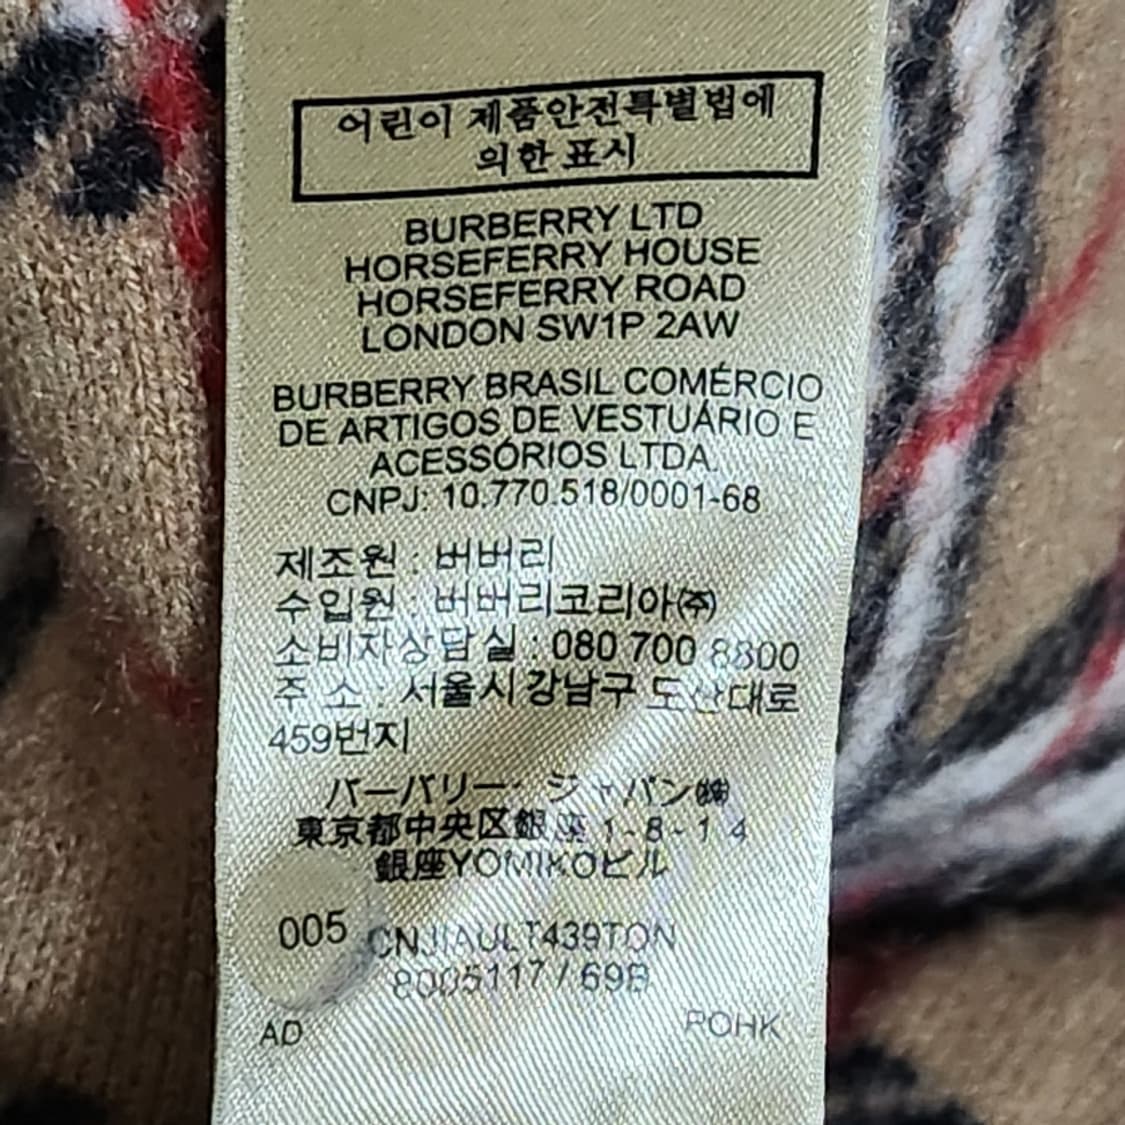 어린이 제품안전특별법에
의한 표시
BURBERRY LTD
HORSEFERRY HOUSE
HORSEFERRY ROAD
LONDON SW1P 2AW
BURBERRY BRASIL COMÉRCIO
DE ARTIGOS DE VESTUÁRIO E
ACESSÓRIOS LTDA.
CNPJ: 10.770.518/0001-68
제조원 : 버버리
수입원 : 버버리코리아㈜
소비자상담실 : 080 700 8800
주 소 : 서울시 강남구 도산대로
459번지
バーバリー・ジャパン㈱
東京都中央区銀座 1-8-14
銀座YOMIKOビル
005 CNJIAULT439TON
8005117 / 69B
AD POHK